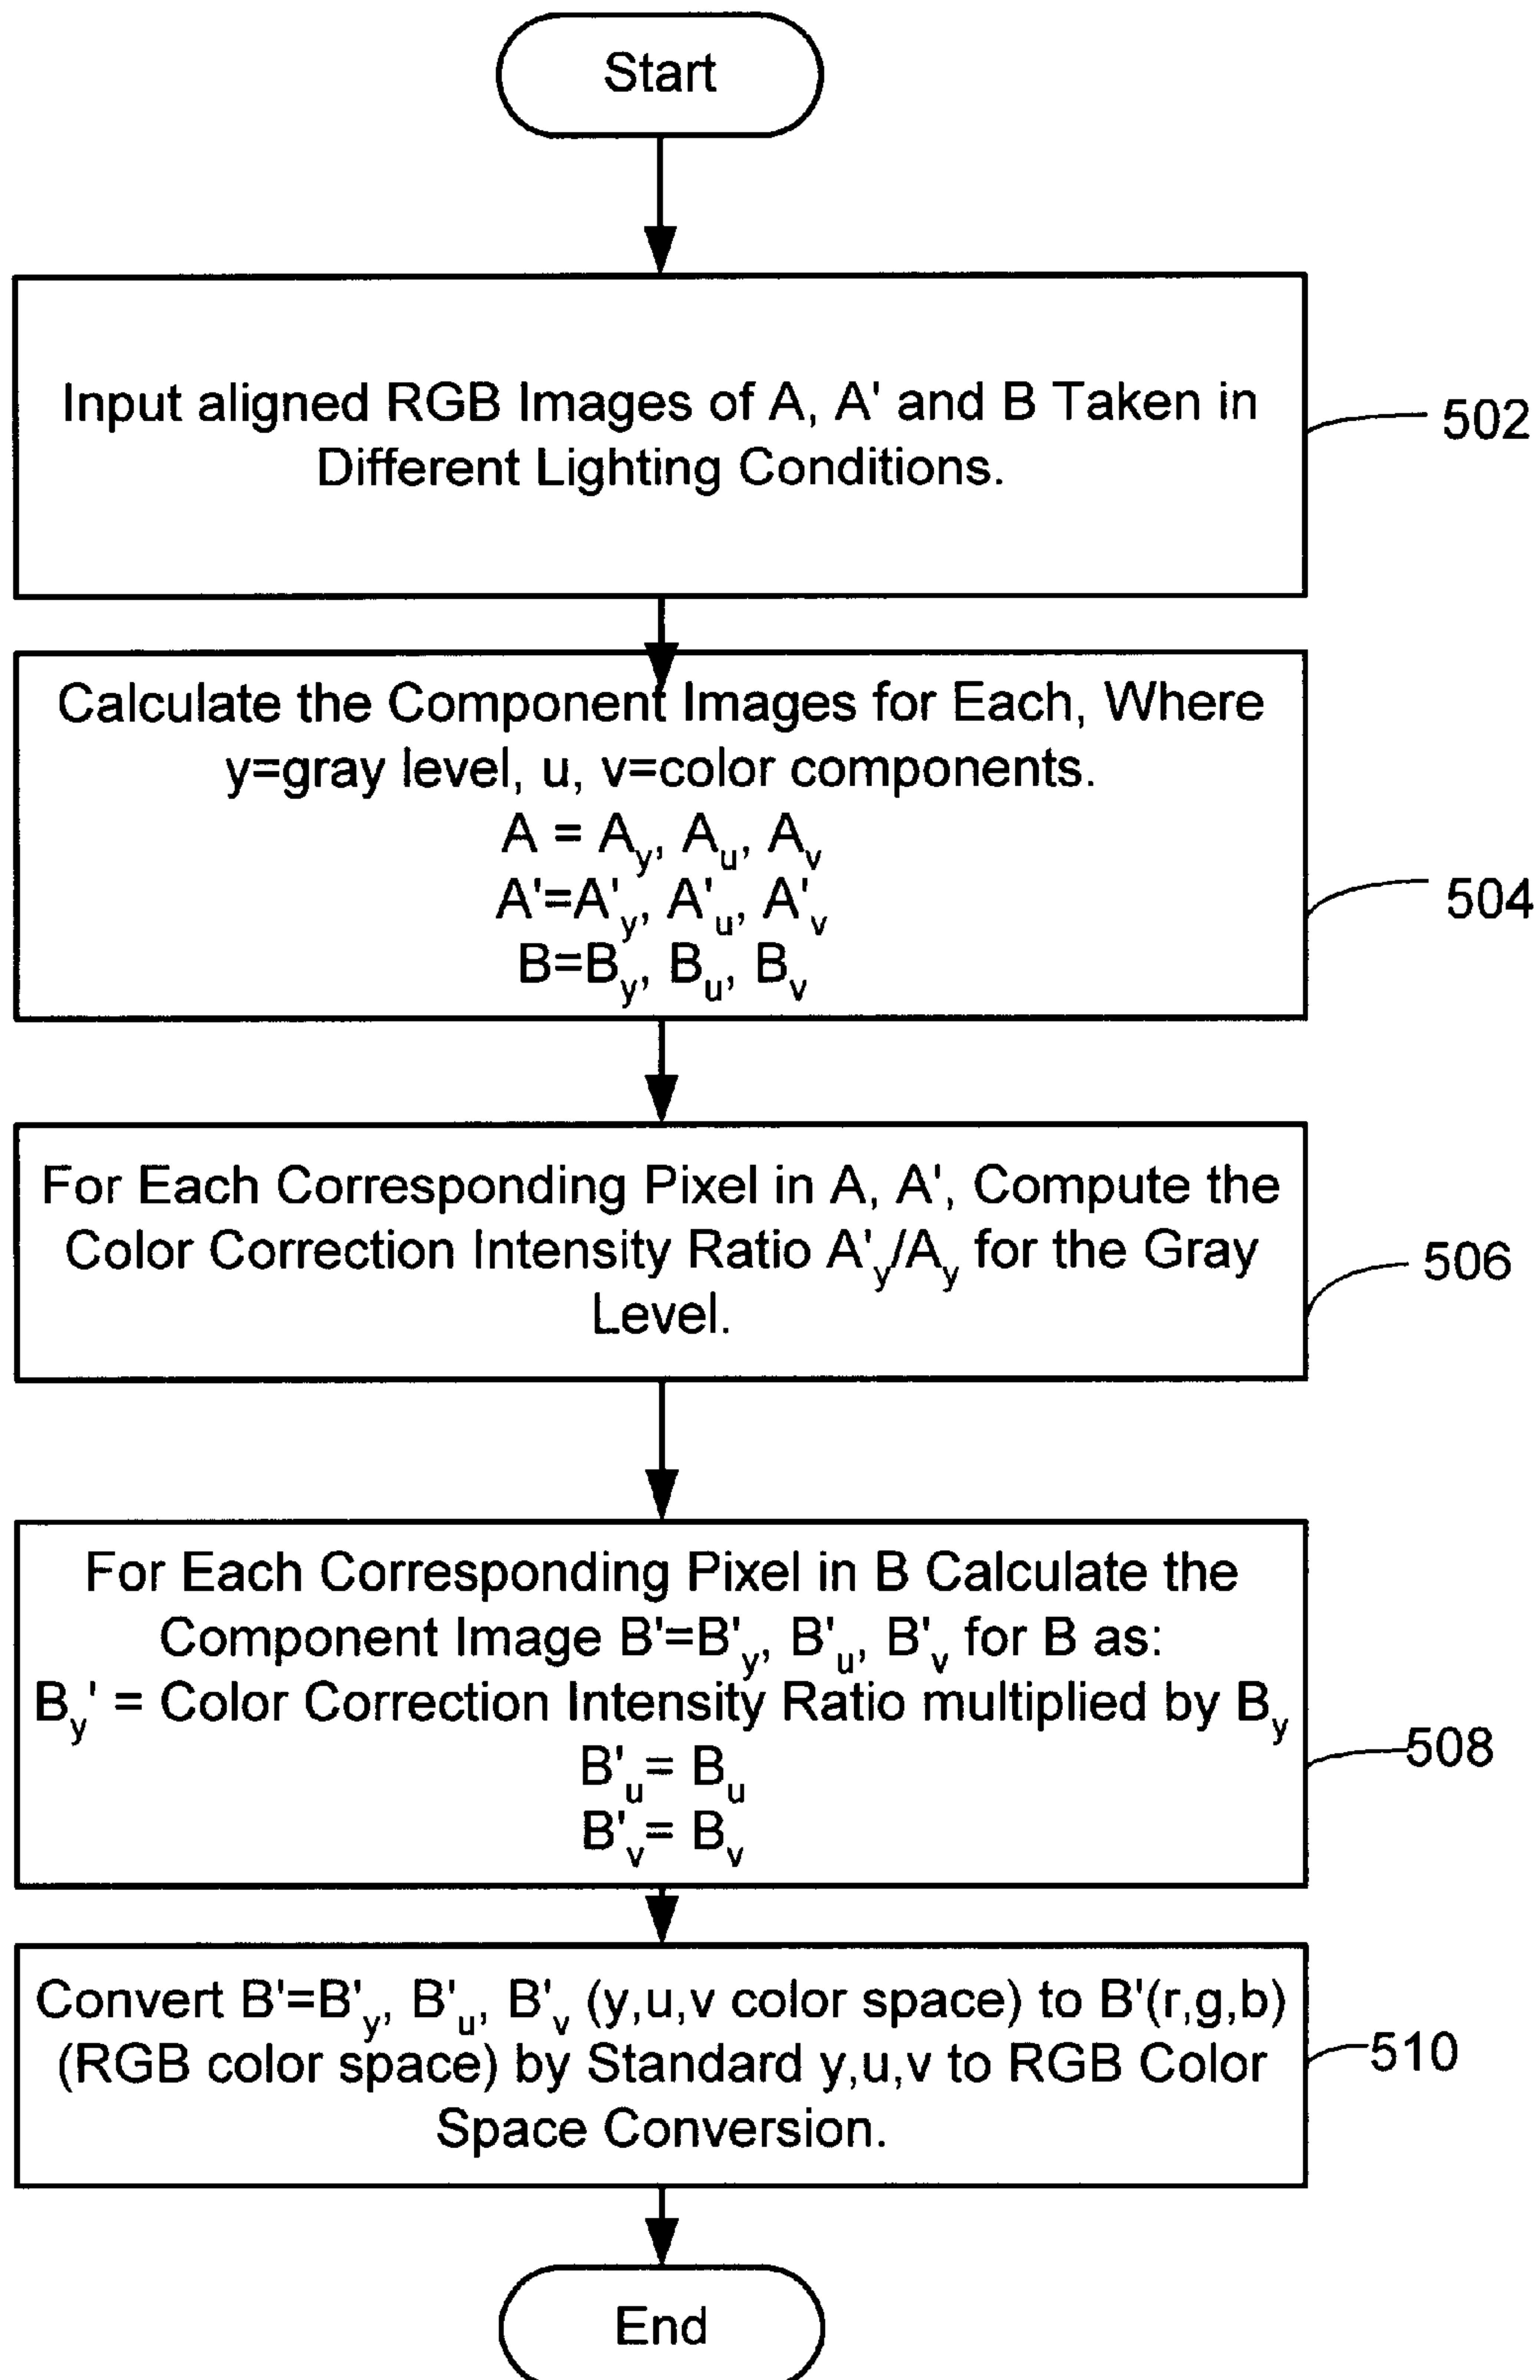 Start
Input aligned RGB Images of A, A' and B Taken in
Different Lighting Conditions.
502
Calculate the Component Images for Each, Where
y=gray level, u, v=color components.
A = Ay, Au, Av
A'=A'y, A'u, A'v
B=By, Bu, Bv
504
For Each Corresponding Pixel in A, A', Compute the
Color Correction Intensity Ratio A'y/Ay for the Gray
Level.
506
For Each Corresponding Pixel in B Calculate the
Component Image B'=B'y, B'u, B'v for B as:
By' = Color Correction Intensity Ratio multiplied by By
B'u= Bu
B'v= Bv
508
Convert B'=B'y, B'u, B'v (y,u,v color space) to B'(r,g,b)
(RGB color space) by Standard y,u,v to RGB Color
Space Conversion.
510
End